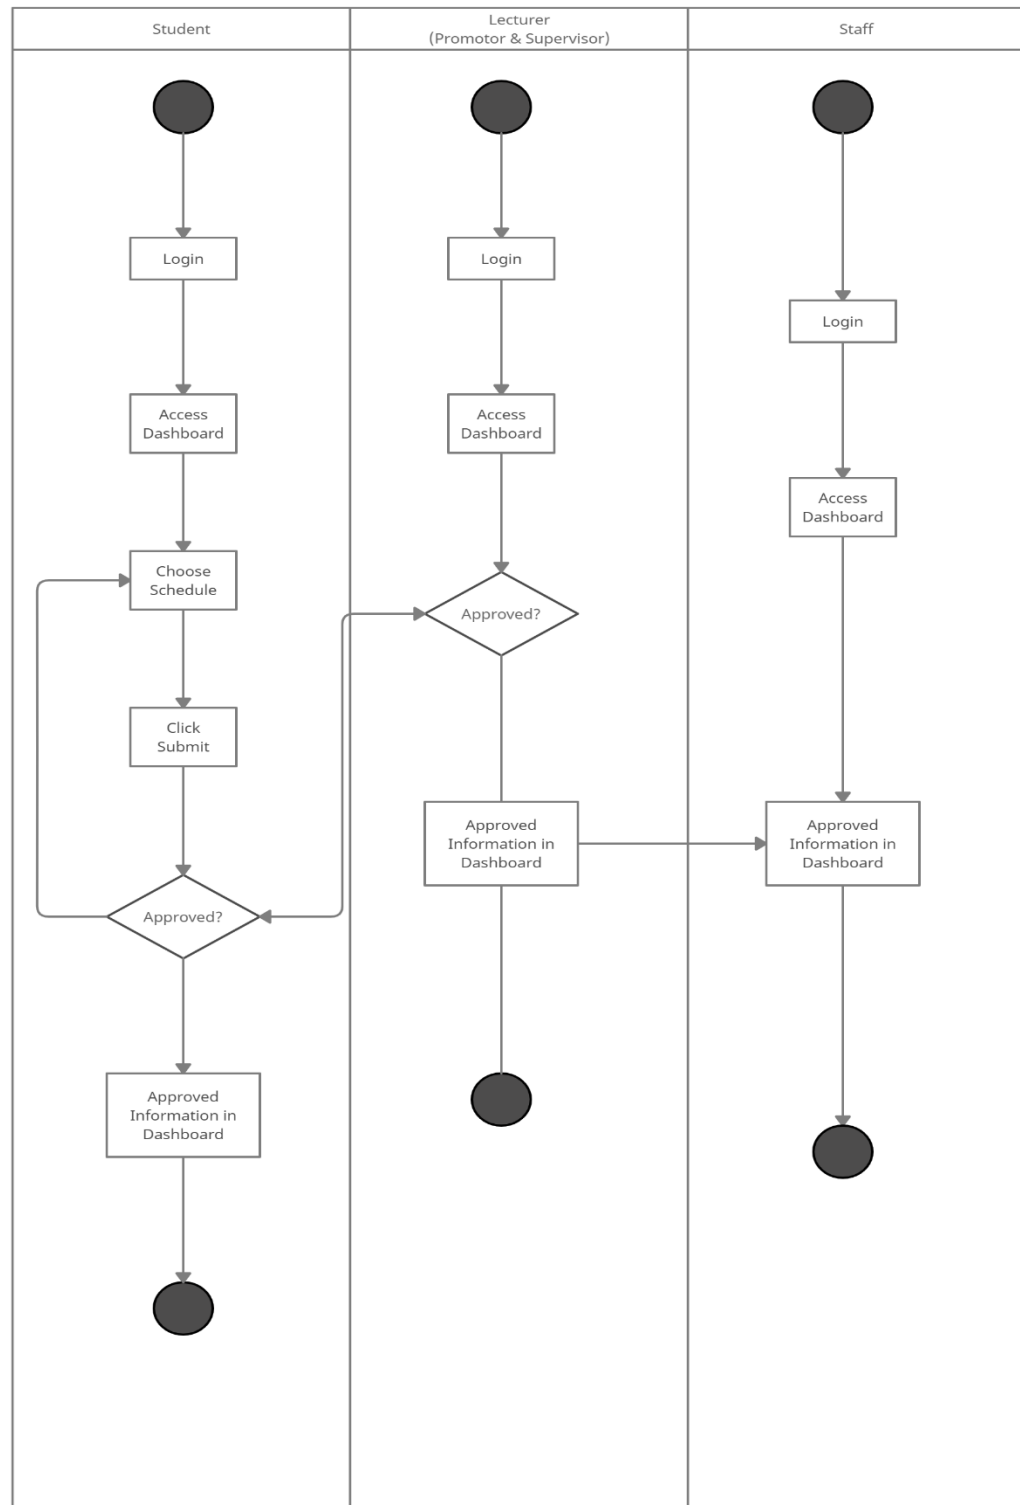 Student
Lecturer
(Promotor & Supervisor)
Staff
Login
Access
Dashboard
Choose
Schedule
Click
Submit
Approved?
Approved
Information in
Dashboard
Login
Access
Dashboard
Approved?
Approved
Information in
Dashboard
Login
Access
Dashboard
Approved
Information in
Dashboard